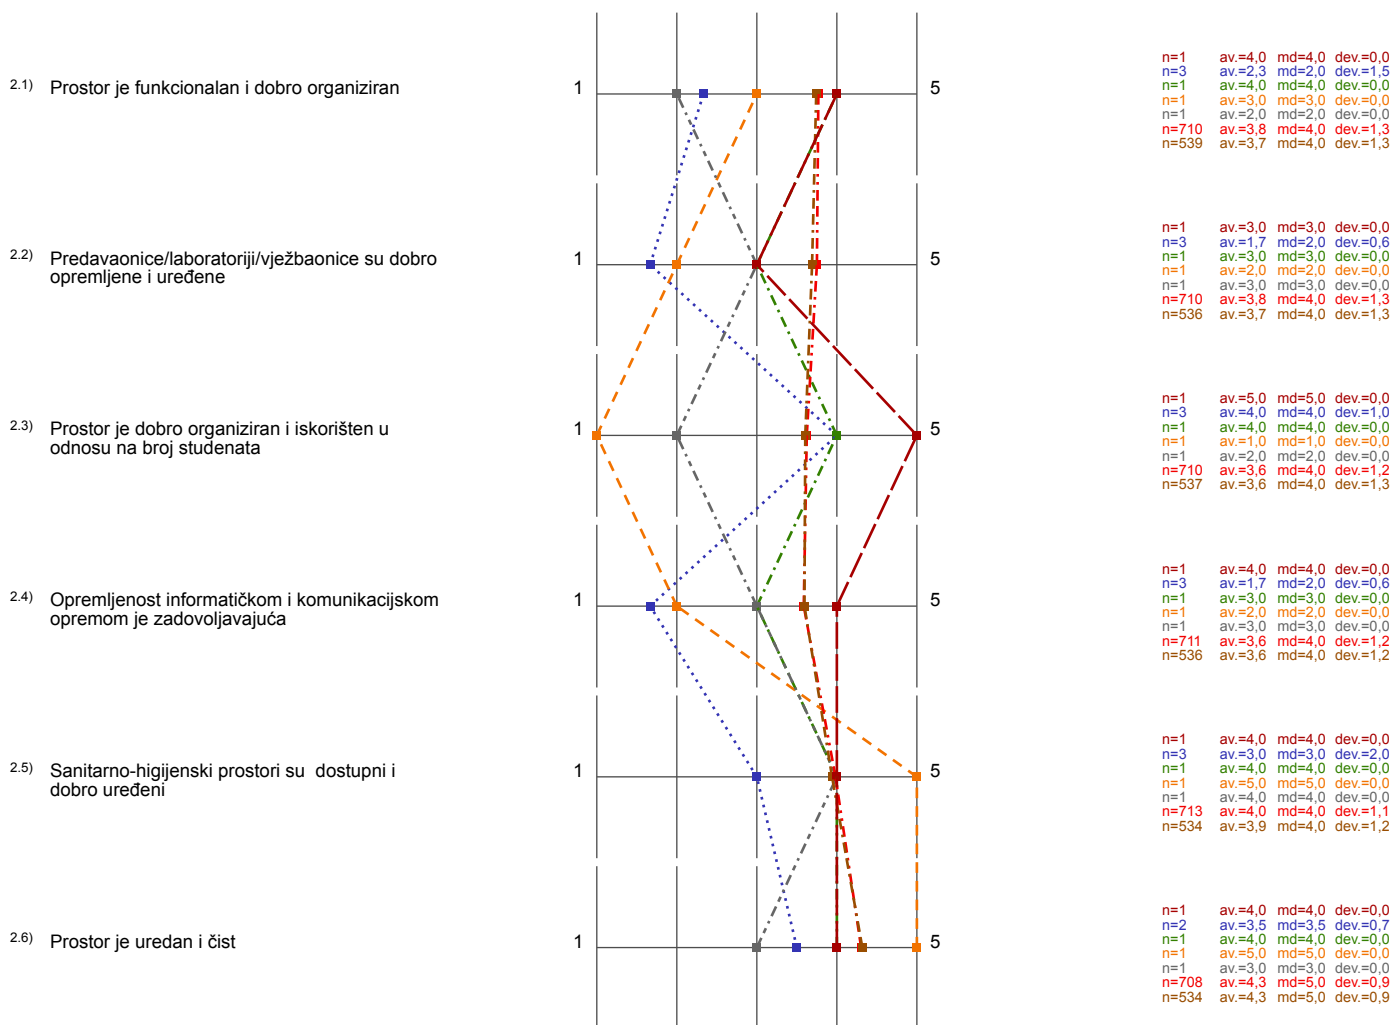 2.1) Prostor je funkcionalan i dobro organiziran
1
5
n=1 av.=4,0 md=4,0 dev.=0,0
n=3 av.=2,3 md=2,0 dev.=1,5
n=1 av.=4,0 md=4,0 dev.=0,0
n=1 av.=3,0 md=3,0 dev.=0,0
n=1 av.=2,0 md=2,0 dev.=0,0
n=710 av.=3,8 md=4,0 dev.=1,3
n=539 av.=3,7 md=4,0 dev.=1,3
2.2) Predavaonice/laboratoriji/vježbaonice su dobro
opremljene i uređene
1
5
n=1 av.=3,0 md=3,0 dev.=0,0
n=3 av.=1,7 md=2,0 dev.=0,6
n=1 av.=3,0 md=3,0 dev.=0,0
n=1 av.=2,0 md=2,0 dev.=0,0
n=1 av.=3,0 md=3,0 dev.=0,0
n=710 av.=3,8 md=4,0 dev.=1,3
n=536 av.=3,7 md=4,0 dev.=1,3
2.3) Prostor je dobro organiziran i iskorišten u
odnosu na broj studenata
1
5
n=1 av.=5,0 md=5,0 dev.=0,0
n=3 av.=4,0 md=4,0 dev.=1,0
n=1 av.=4,0 md=4,0 dev.=0,0
n=1 av.=1,0 md=1,0 dev.=0,0
n=1 av.=2,0 md=2,0 dev.=0,0
n=710 av.=3,6 md=4,0 dev.=1,2
n=537 av.=3,6 md=4,0 dev.=1,3
2.4) Opremljenost informatičkom i komunikacijskom
opremom je zadovoljavajuća
1
5
n=1 av.=4,0 md=4,0 dev.=0,0
n=3 av.=1,7 md=2,0 dev.=0,6
n=1 av.=3,0 md=3,0 dev.=0,0
n=1 av.=2,0 md=2,0 dev.=0,0
n=1 av.=3,0 md=3,0 dev.=0,0
n=711 av.=3,6 md=4,0 dev.=1,2
n=536 av.=3,6 md=4,0 dev.=1,2
2.5) Sanitarno-higijenski prostori su dostupni i
dobro uređeni
1
5
n=1 av.=4,0 md=4,0 dev.=0,0
n=3 av.=3,0 md=3,0 dev.=2,0
n=1 av.=4,0 md=4,0 dev.=0,0
n=1 av.=5,0 md=5,0 dev.=0,0
n=1 av.=4,0 md=4,0 dev.=0,0
n=713 av.=4,0 md=4,0 dev.=1,1
n=534 av.=3,9 md=4,0 dev.=1,2
2.6) Prostor je uredan i čist
1
5
n=1 av.=4,0 md=4,0 dev.=0,0
n=2 av.=3,5 md=3,5 dev.=0,7
n=1 av.=4,0 md=4,0 dev.=0,0
n=1 av.=5,0 md=5,0 dev.=0,0
n=1 av.=3,0 md=3,0 dev.=0,0
n=708 av.=4,3 md=5,0 dev.=0,9
n=534 av.=4,3 md=5,0 dev.=0,9